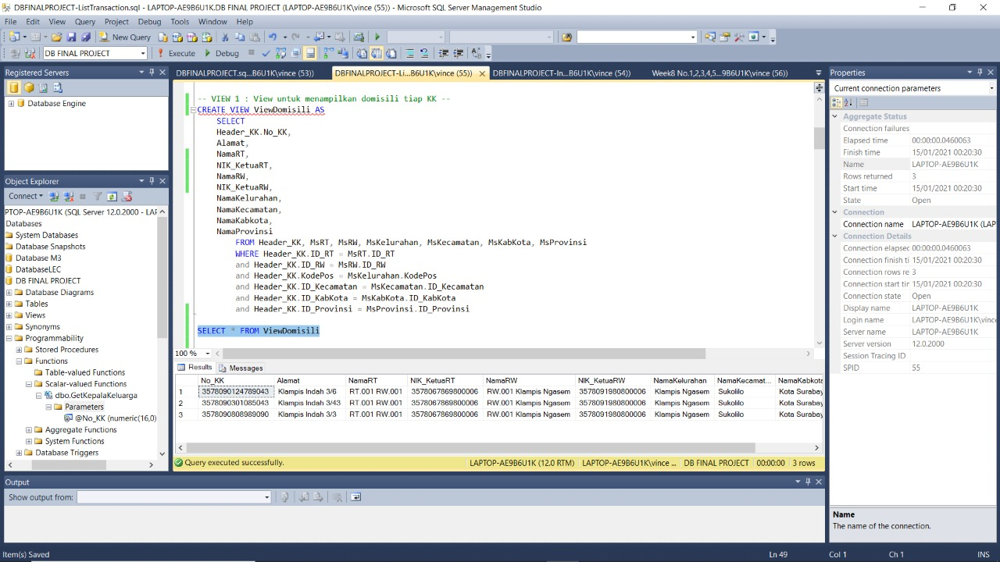 DBFINALPROJECT-ListTransaction.sql - LAPTOP-AE9B6U1K.DB FINAL PROJECT (LAPTOP-AE9B6U1K\vince (55)) - Microsoft SQL Server Management Studio
File Edit View Query Project Debug Tools Window Help
New Query
DB FINAL PROJECT Execute Debug
Registered Servers
Database Engine
Object Explorer
Connect
PTOP-AE9B6U1K (SQL Server 12.0.2000 - LAF
Databases
System Databases
Database Snapshots
Database M3
DatabaseLEC
DB FINAL PROJECT
Database Diagrams
Tables
Views
Synonyms
Programmability
Stored Procedures
Functions
Table-valued Functions
Scalar-valued Functions
dbo.GetKepalaKeluarga
Parameters
@No_KK (numeric(16,0)
Aggregate Functions
System Functions
Database Triggers
DBFINALPROJECT.sq...B6U1K\vince (53)) DBFINALPROJECT-Li...B6U1K\vince (55)) DBFINALPROJECT-In...B6U1K\vince (54)) Week8 No.1,2,3,4,5...9B6U1K\vince (56))
-- VIEW 1 : View untuk menampilkan domisili tiap KK --
CREATE VIEW ViewDomisili AS
SELECT
Header_KK.No_KK,
Alamat,
NamaRT,
NIK_KetuaRT,
NamaRW,
NIK_KetuaRW,
NamaKelurahan,
NamaKecamatan,
NamaKabkota,
NamaProvinsi
FROM Header_KK, MsRT, MsRW, MsKelurahan, MsKecamatan, MsKabKota, MsProvinsi
WHERE Header_KK.ID_RT = MsRT.ID_RT
and Header_KK.ID_RW = MsRW.ID_RW
and Header_KK.KodePos = MsKelurahan.KodePos
and Header_KK.ID_Kecamatan = MsKecamatan.ID_Kecamatan
and Header_KK.ID_KabKota = MsKabKota.ID_KabKota
and Header_KK.ID_Provinsi = MsProvinsi.ID_Provinsi
SELECT * FROM ViewDomisili
100 %
Results Messages
No_KK Alamat NamaRT NIK_KetuaRT NamaRW NIK_KetuaRW NamaKelurahan NamaKecamat... NamaKabkota
1 3578090124789043 Klampis Indah 3/6 RT.001 RW.001 3578067869800006 RW.001 Klampis Ngasem 3578091980800006 Klampis Ngasem Sukolilo Kota Surabay
2 3578090301085043 Klampis Indah 3/43 RT.001 RW.001 3578067869800006 RW.001 Klampis Ngasem 3578091980800006 Klampis Ngasem Sukolilo Kota Surabay
3 3578090808989090 Klampis Indah 3/3 RT.001 RW.001 3578067869800006 RW.001 Klampis Ngasem 3578091980800006 Klampis Ngasem Sukolilo Kota Surabay
Query executed successfully. LAPTOP-AE9B6U1K (12.0 RTM) LAPTOP-AE9B6U1K\vince ... DB FINAL PROJECT 00:00:00 3 rows
Properties
Current connection parameters
Aggregate Status
Connection failures
Elapsed time 00:00:00.0460063
Finish time 15/01/2021 00:20:30
Name LAPTOP-AE9B6U1K
Rows returned 3
Start time 15/01/2021 00:20:30
State Open
Connection
Connection name LAPTOP-AE9B6U1K (LAP
Connection Details
Connection elapsec 00:00:00.0460063
Connection finish ti 15/01/2021 00:20:30
Connection rows re 3
Connection start tir 15/01/2021 00:20:30
Connection state Open
Display name LAPTOP-AE9B6U1K
Login name LAPTOP-AE9B6U1K\vinc
Server name LAPTOP-AE9B6U1K
Server version 12.0.2000
Session Tracing ID
SPID 55
Name
The name of the connection.
Output
Show output from:
Item(s) Saved Ln 49 Col 1 Ch 1 INS